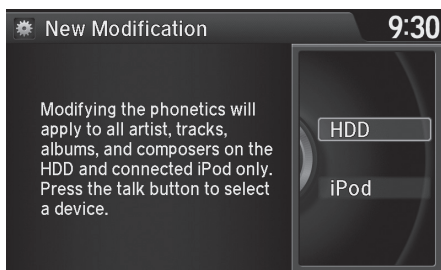 New Modification
9:30
Modifying the phonetics will
apply to all artist, tracks,
albums, and composers on the
HDD and connected iPod only.
Press the talk button to select
a device.
HDD
iPod